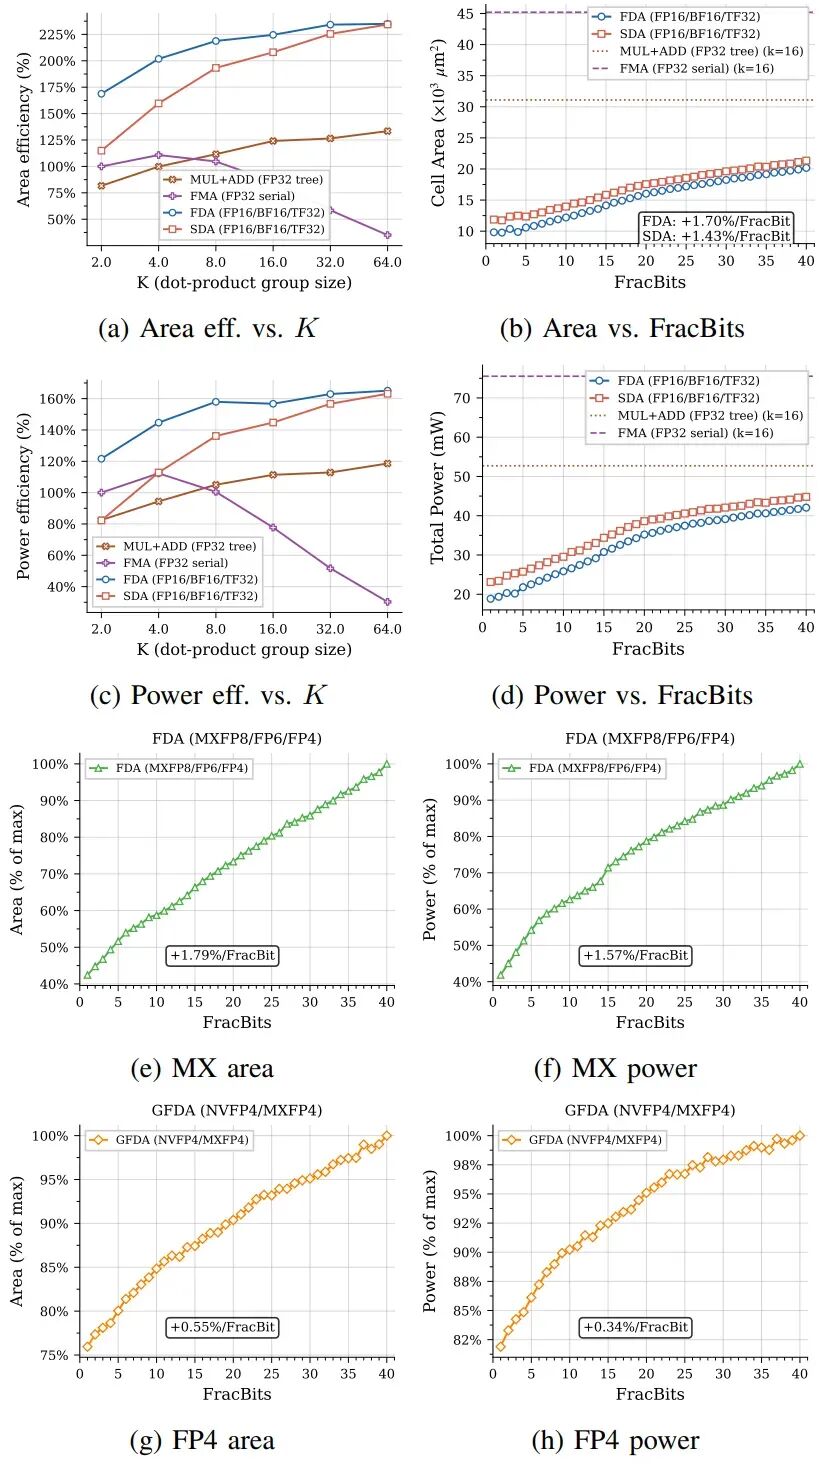 225%
200%
175%
150%
125%
100%
75%
50%
Area efficiency (%)
MUL+ADD (FP32 tree)
FMA (FP32 serial)
FDA (FP16/BF16/TF32)
SDA (FP16/BF16/TF32)
2.0 4.0 8.0 16.0 32.0 64.0
K (dot-product group size)
(a) Area eff. vs. K
45
40
35
30
25
20
15
10
Cell Area (×10³ μm²)
FDA (FP16/BF16/TF32)
SDA (FP16/BF16/TF32)
MUL+ADD (FP32 tree) (k=16)
FMA (FP32 serial) (k=16)
FDA: +1.70%/FracBit
SDA: +1.43%/FracBit
0 5 10 15 20 25 30 35 40
FracBits
(b) Area vs. FracBits
160%
140%
120%
100%
80%
60%
40%
Power efficiency (%)
MUL+ADD (FP32 tree)
FMA (FP32 serial)
FDA (FP16/BF16/TF32)
SDA (FP16/BF16/TF32)
2.0 4.0 8.0 16.0 32.0 64.0
K (dot-product group size)
(c) Power eff. vs. K
70
60
50
40
30
20
Total Power (mW)
FDA (FP16/BF16/TF32)
SDA (FP16/BF16/TF32)
MUL+ADD (FP32 tree) (k=16)
FMA (FP32 serial) (k=16)
0 5 10 15 20 25 30 35 40
FracBits
(d) Power vs. FracBits
FDA (MXFP8/FP6/FP4)
100%
90%
80%
70%
60%
50%
40%
Area (% of max)
FDA (MXFP8/FP6/FP4)
+1.79%/FracBit
0 5 10 15 20 25 30 35 40
FracBits
(e) MX area
FDA (MXFP8/FP6/FP4)
100%
90%
80%
70%
60%
50%
40%
Power (% of max)
FDA (MXFP8/FP6/FP4)
+1.57%/FracBit
0 5 10 15 20 25 30 35 40
FracBits
(f) MX power
GFDA (NVFP4/MXFP4)
100%
95%
90%
85%
80%
75%
Area (% of max)
GFDA (NVFP4/MXFP4)
+0.55%/FracBit
0 5 10 15 20 25 30 35 40
FracBits
(g) FP4 area
GFDA (NVFP4/MXFP4)
100%
98%
95%
92%
90%
88%
85%
82%
Power (% of max)
GFDA (NVFP4/MXFP4)
+0.34%/FracBit
0 5 10 15 20 25 30 35 40
FracBits
(h) FP4 power